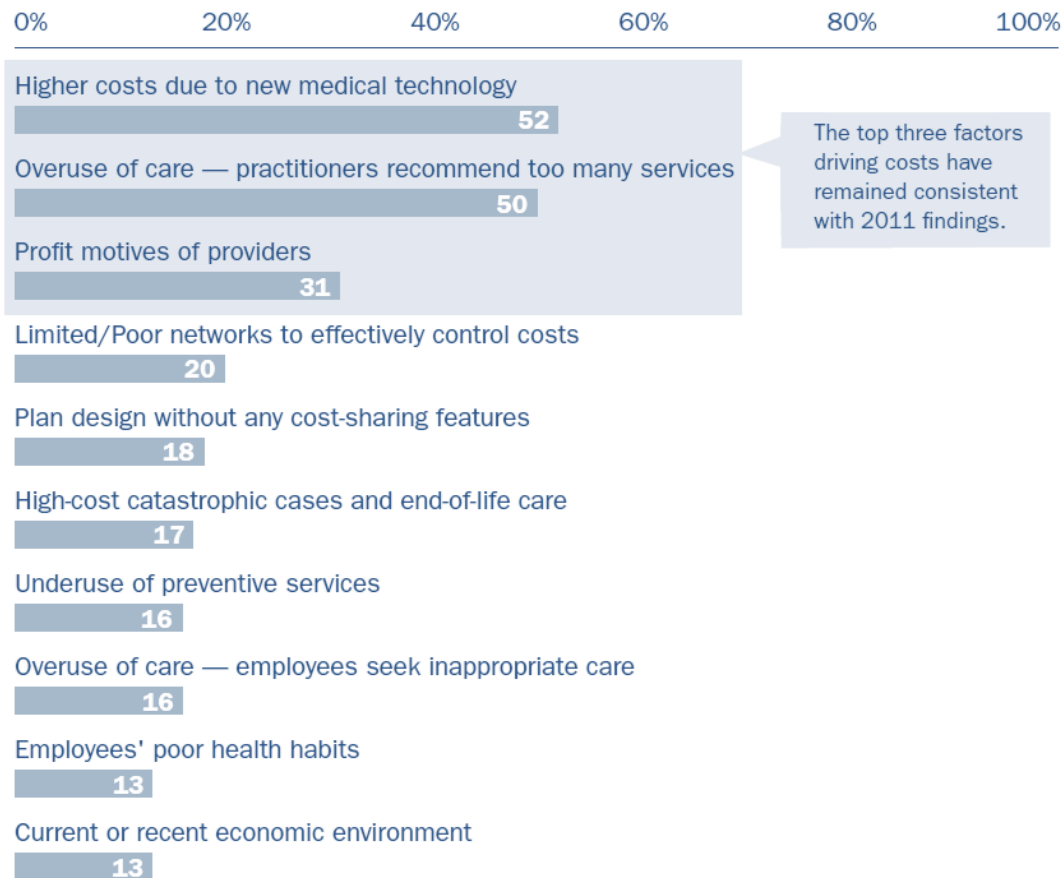 0% 20% 40% 60% 80% 100%
Higher costs due to new medical technology
52
Overuse of care — practitioners recommend too many services
50
Profit motives of providers
31
The top three factors
driving costs have
remained consistent
with 2011 findings.
Limited/Poor networks to effectively control costs
20
Plan design without any cost-sharing features
18
High-cost catastrophic cases and end-of-life care
17
Underuse of preventive services
16
Overuse of care — employees seek inappropriate care
16
Employees' poor health habits
13
Current or recent economic environment
13